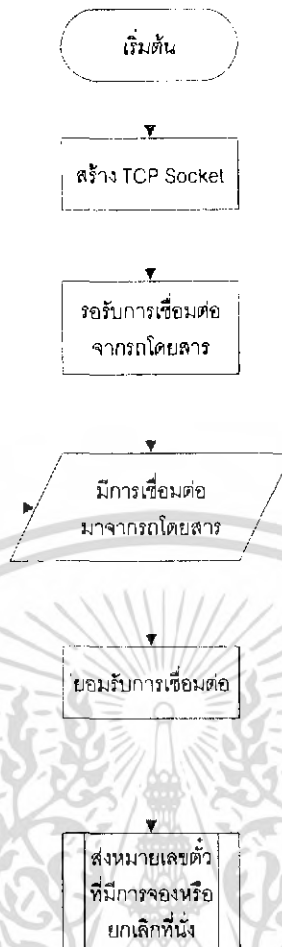 เริ่มต้น
สร้าง TCP Socket
รอรับการเชื่อมต่อ
จากรถโดยสาร
มีการเชื่อมต่อ
มาจากรถโดยสาร
ยอมรับการเชื่อมต่อ
ส่งหมายเลขตั๋ว
ที่มีการจองหรือ
ยกเลิกที่นั่ง